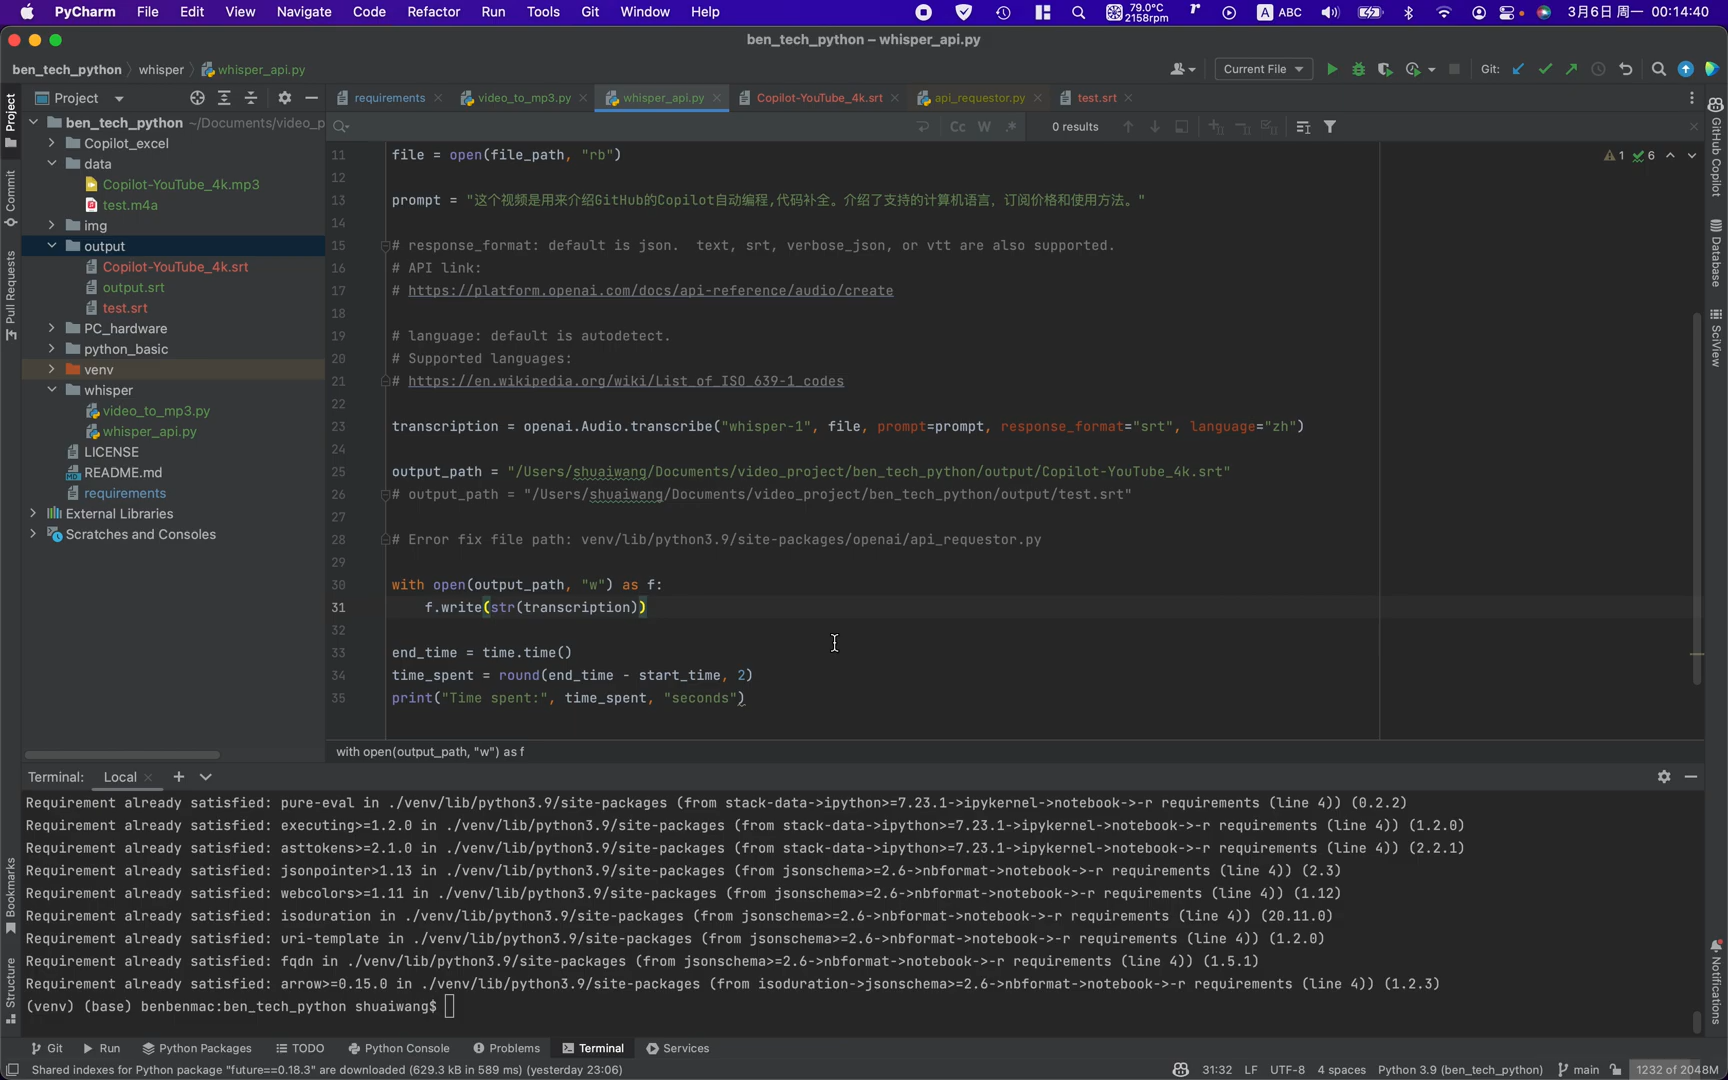 PyCharm File Edit View Navigate Code Refactor Run Tools Git Window Help 79.0°C 2158rpm A ABC 3月6日 周一 00:14:40
ben_tech_python – whisper_api.py
ben_tech_python whisper whisper_api.py Current File Git:
Project requirements video_to_mp3.py whisper_api.py Copilot-YouTube_4k.srt api_requestor.py test.srt
ben_tech_python ~/Documents/video_p
Copilot_excel
data
Copilot-YouTube_4k.mp3
test.m4a
img
output
Copilot-YouTube_4k.srt
output.srt
test.srt
PC_hardware
python_basic
venv
whisper
video_to_mp3.py
whisper_api.py
LICENSE
README.md
requirements
External Libraries
Scratches and Consoles
Project
Commit
Pull Requests
Bookmarks
Structure
Cc W .* 0 results
1 6
11 file = open(file_path, "rb")
12
13 prompt = "这个视频是用来介绍GitHub的Copilot自动编程,代码补全。介绍了支持的计算机语言，订阅价格和使用方法。"
14
15 # response_format: default is json.  text, srt, verbose_json, or vtt are also supported.
16 # API link:
17 # https://platform.openai.com/docs/api-reference/audio/create
18
19 # language: default is autodetect.
20 # Supported languages:
21 # https://en.wikipedia.org/wiki/List_of_ISO_639-1_codes
22
23 transcription = openai.Audio.transcribe("whisper-1", file, prompt=prompt, response_format="srt", language="zh")
24
25 output_path = "/Users/shuaiwang/Documents/video_project/ben_tech_python/output/Copilot-YouTube_4k.srt"
26 # output_path = "/Users/shuaiwang/Documents/video_project/ben_tech_python/output/test.srt"
27
28 # Error fix file path: venv/lib/python3.9/site-packages/openai/api_requestor.py
29
30 with open(output_path, "w") as f:
31     f.write(str(transcription))
32
33 end_time = time.time()
34 time_spent = round(end_time - start_time, 2)
35 print("Time spent:", time_spent, "seconds")
with open(output_path, "w") as f
GitHub Copilot
Database
SciView
Notifications
Terminal: Local
Requirement already satisfied: pure-eval in ./venv/lib/python3.9/site-packages (from stack-data->ipython>=7.23.1->ipykernel->notebook->-r requirements (line 4)) (0.2.2)
Requirement already satisfied: executing>=1.2.0 in ./venv/lib/python3.9/site-packages (from stack-data->ipython>=7.23.1->ipykernel->notebook->-r requirements (line 4)) (1.2.0)
Requirement already satisfied: asttokens>=2.1.0 in ./venv/lib/python3.9/site-packages (from stack-data->ipython>=7.23.1->ipykernel->notebook->-r requirements (line 4)) (2.2.1)
Requirement already satisfied: jsonpointer>1.13 in ./venv/lib/python3.9/site-packages (from jsonschema>=2.6->nbformat->notebook->-r requirements (line 4)) (2.3)
Requirement already satisfied: webcolors>=1.11 in ./venv/lib/python3.9/site-packages (from jsonschema>=2.6->nbformat->notebook->-r requirements (line 4)) (1.12)
Requirement already satisfied: isoduration in ./venv/lib/python3.9/site-packages (from jsonschema>=2.6->nbformat->notebook->-r requirements (line 4)) (20.11.0)
Requirement already satisfied: uri-template in ./venv/lib/python3.9/site-packages (from jsonschema>=2.6->nbformat->notebook->-r requirements (line 4)) (1.2.0)
Requirement already satisfied: fqdn in ./venv/lib/python3.9/site-packages (from jsonschema>=2.6->nbformat->notebook->-r requirements (line 4)) (1.5.1)
Requirement already satisfied: arrow>=0.15.0 in ./venv/lib/python3.9/site-packages (from isoduration->jsonschema>=2.6->nbformat->notebook->-r requirements (line 4)) (1.2.3)
(venv) (base) benbenmac:ben_tech_python shuaiwang$
Git Run Python Packages TODO Python Console Problems Terminal Services
Shared indexes for Python package "future==0.18.3" are downloaded (629.3 kB in 589 ms) (yesterday 23:06) 31:32 LF UTF-8 4 spaces Python 3.9 (ben_tech_python) main 1232 of 2048M